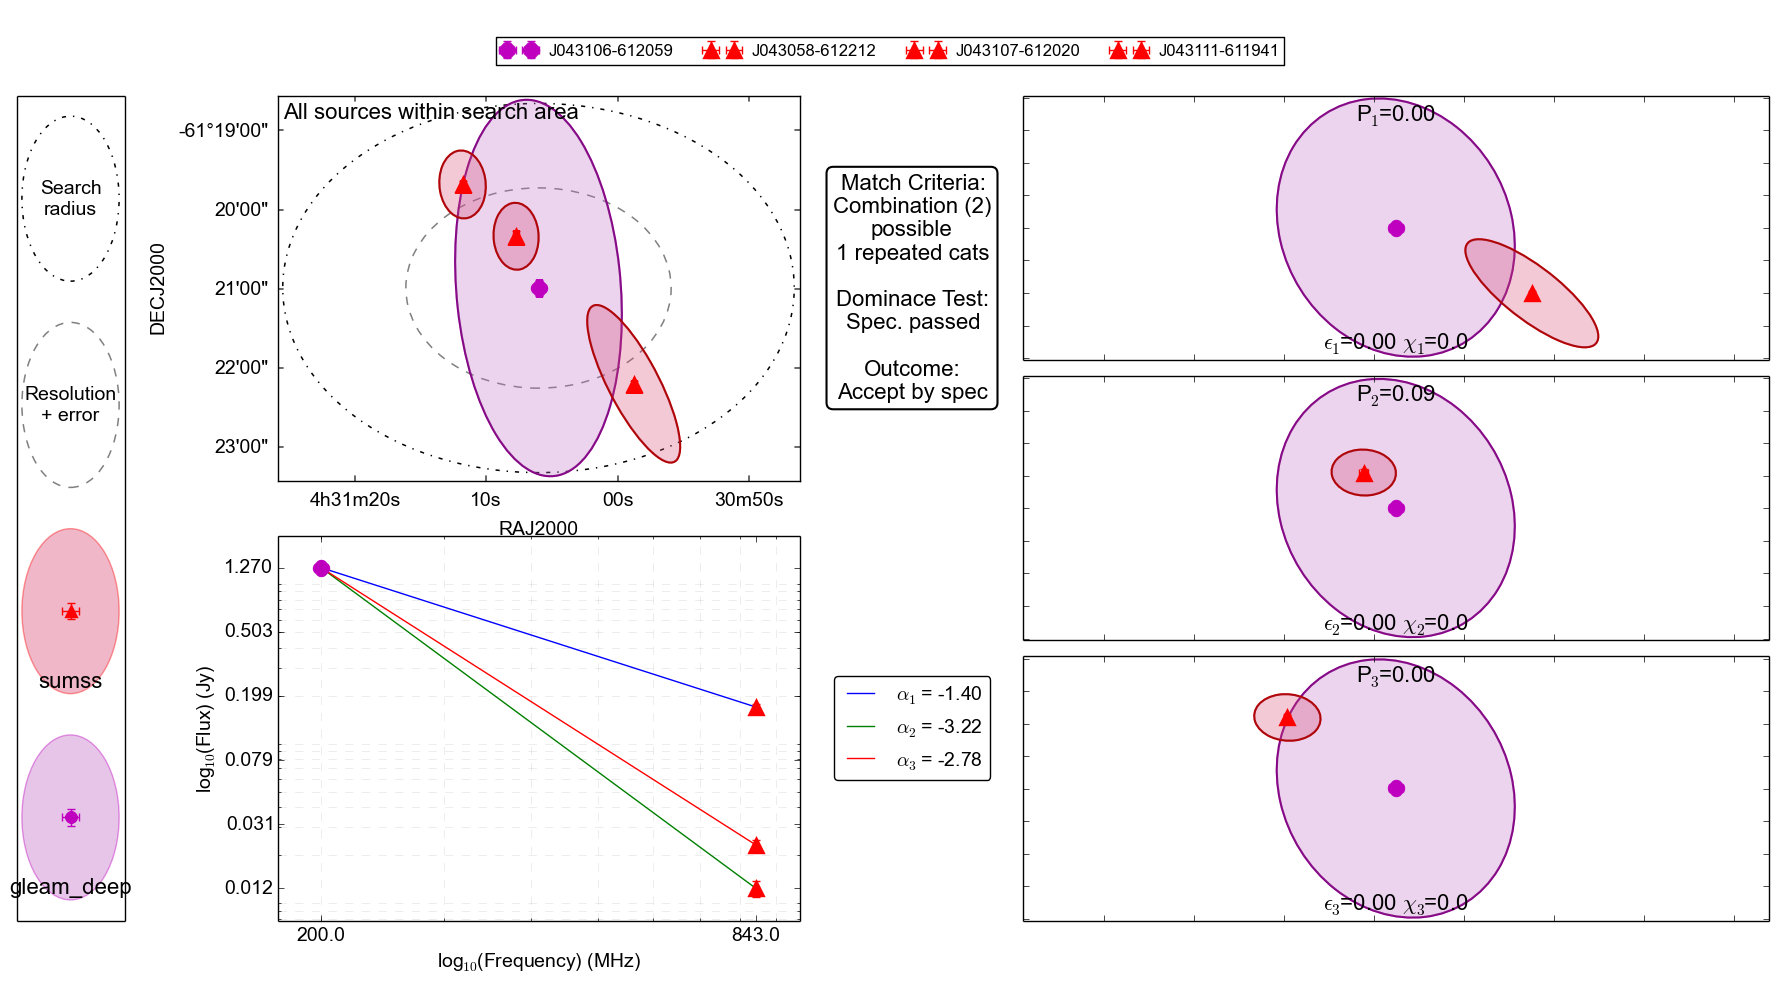 J043106-612059 J043058-612212 J043107-612020 J043111-611941
Search
radius
Resolution
+ error
sumss
gleam_deep
All sources within search area
DECJ2000
-61°19'00"
20'00"
21'00"
22'00"
23'00"
4h31m20s 10s 00s 30m50s
RAJ2000
log10(Flux) (Jy)
1.270
0.503
0.199
0.079
0.031
0.012
200.0 843.0
log10(Frequency) (MHz)
Match Criteria:
Combination (2)
possible
1 repeated cats
Dominace Test:
Spec. passed
Outcome:
Accept by spec
α1 = -1.40
α2 = -3.22
α3 = -2.78
P1=0.00
ϵ1=0.00 χ1=0.0
P2=0.09
ϵ2=0.00 χ2=0.0
P3=0.00
ϵ3=0.00 χ3=0.0